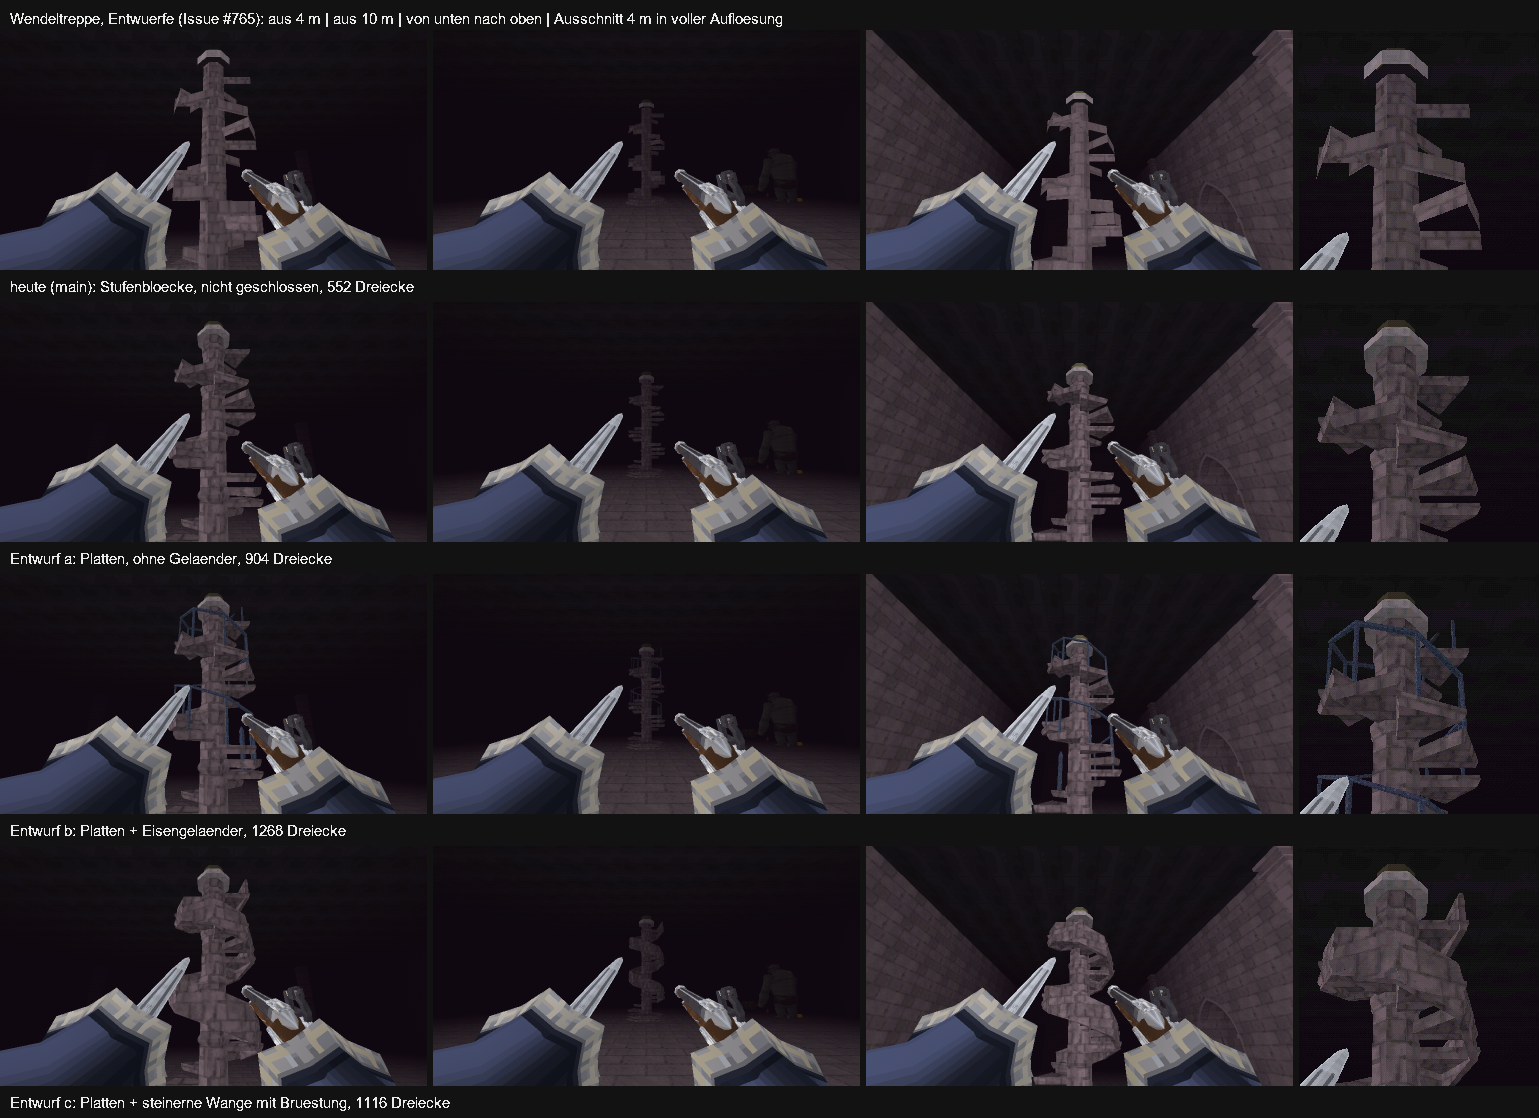 Wendeltreppe, Entwuerfe (Issue #765): aus 4 m | aus 10 m | von unten nach oben | Ausschnitt 4 m in voller Aufloesung
heute (main): Stufenbloecke, nicht geschlossen, 552 Dreiecke
Entwurf a: Platten, ohne Gelaender, 904 Dreiecke
Entwurf b: Platten + Eisengelaender, 1268 Dreiecke
Entwurf c: Platten + steinerne Wange mit Bruestung, 1116 Dreiecke